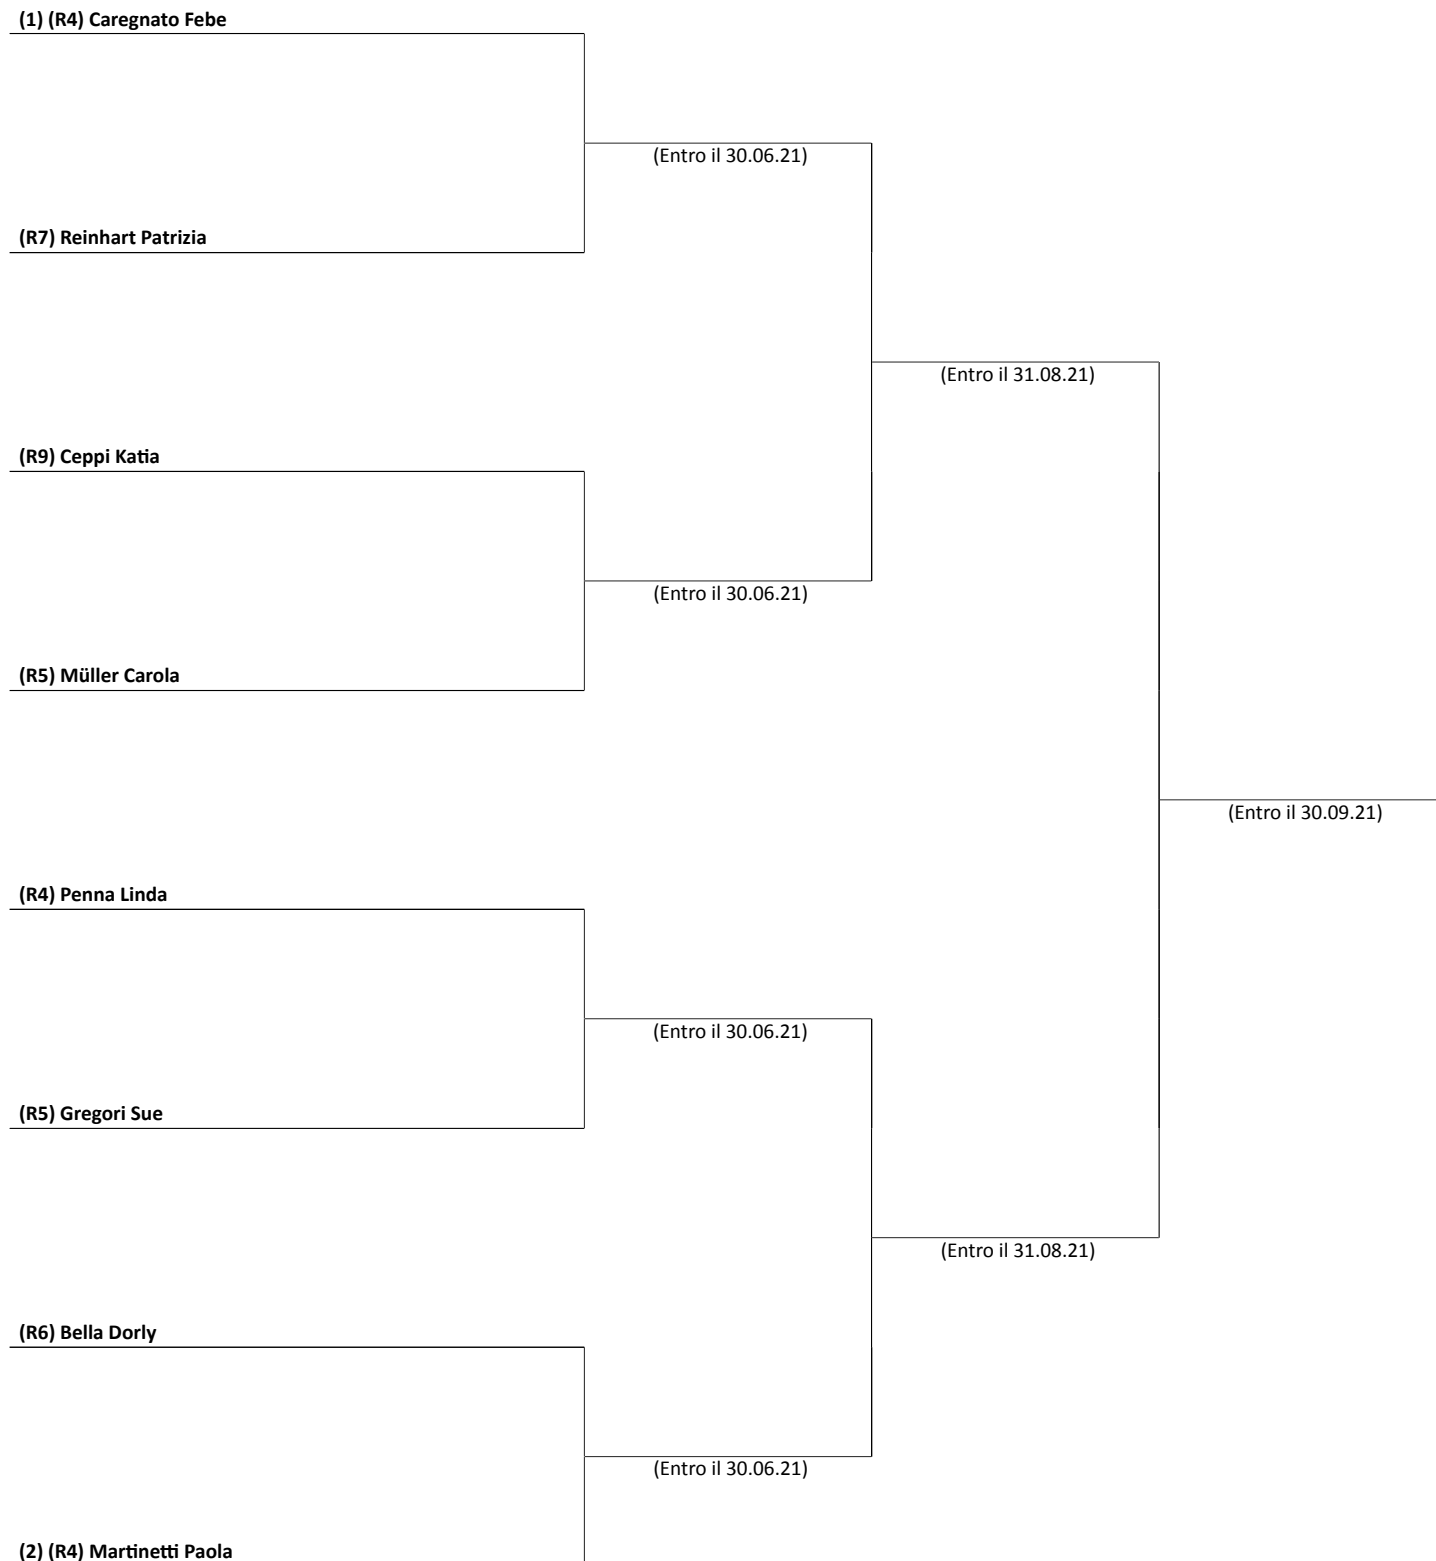 (1) (R4) Caregnato Febe
(Entro il 30.06.21)
(R7) Reinhart Patrizia
(Entro il 31.08.21)
(R9) Ceppi Katia
(Entro il 30.06.21)
(R5) Müller Carola
(Entro il 30.09.21)
(R4) Penna Linda
(Entro il 30.06.21)
(R5) Gregori Sue
(Entro il 31.08.21)
(R6) Bella Dorly
(Entro il 30.06.21)
(2) (R4) Martinetti Paola